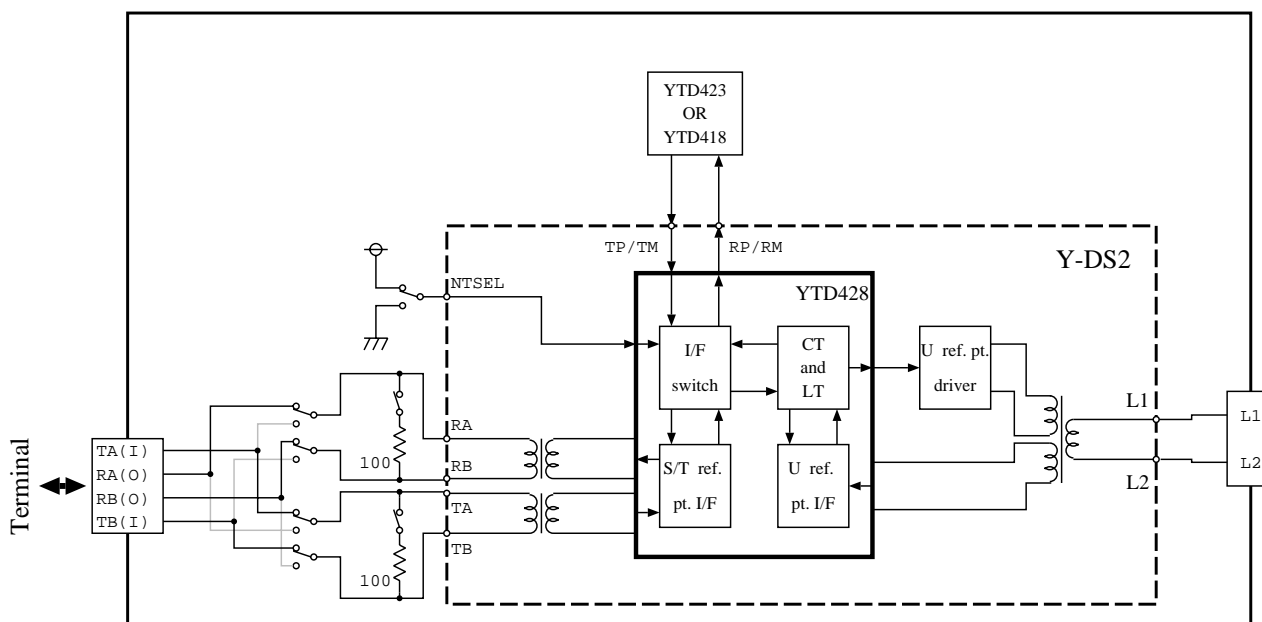 YTD423
OR
YTD418
TP/TM
RP/RM
Y-DS2
NTSEL
YTD428
I/F
switch
CT
and
LT
U ref. pt.
driver
L1
L2
L1
L2
RA
RB
TA
TB
100
100
S/T ref.
pt. I/F
U ref.
pt. I/F
Terminal
TA(I)
RA(O)
RB(O)
TB(I)